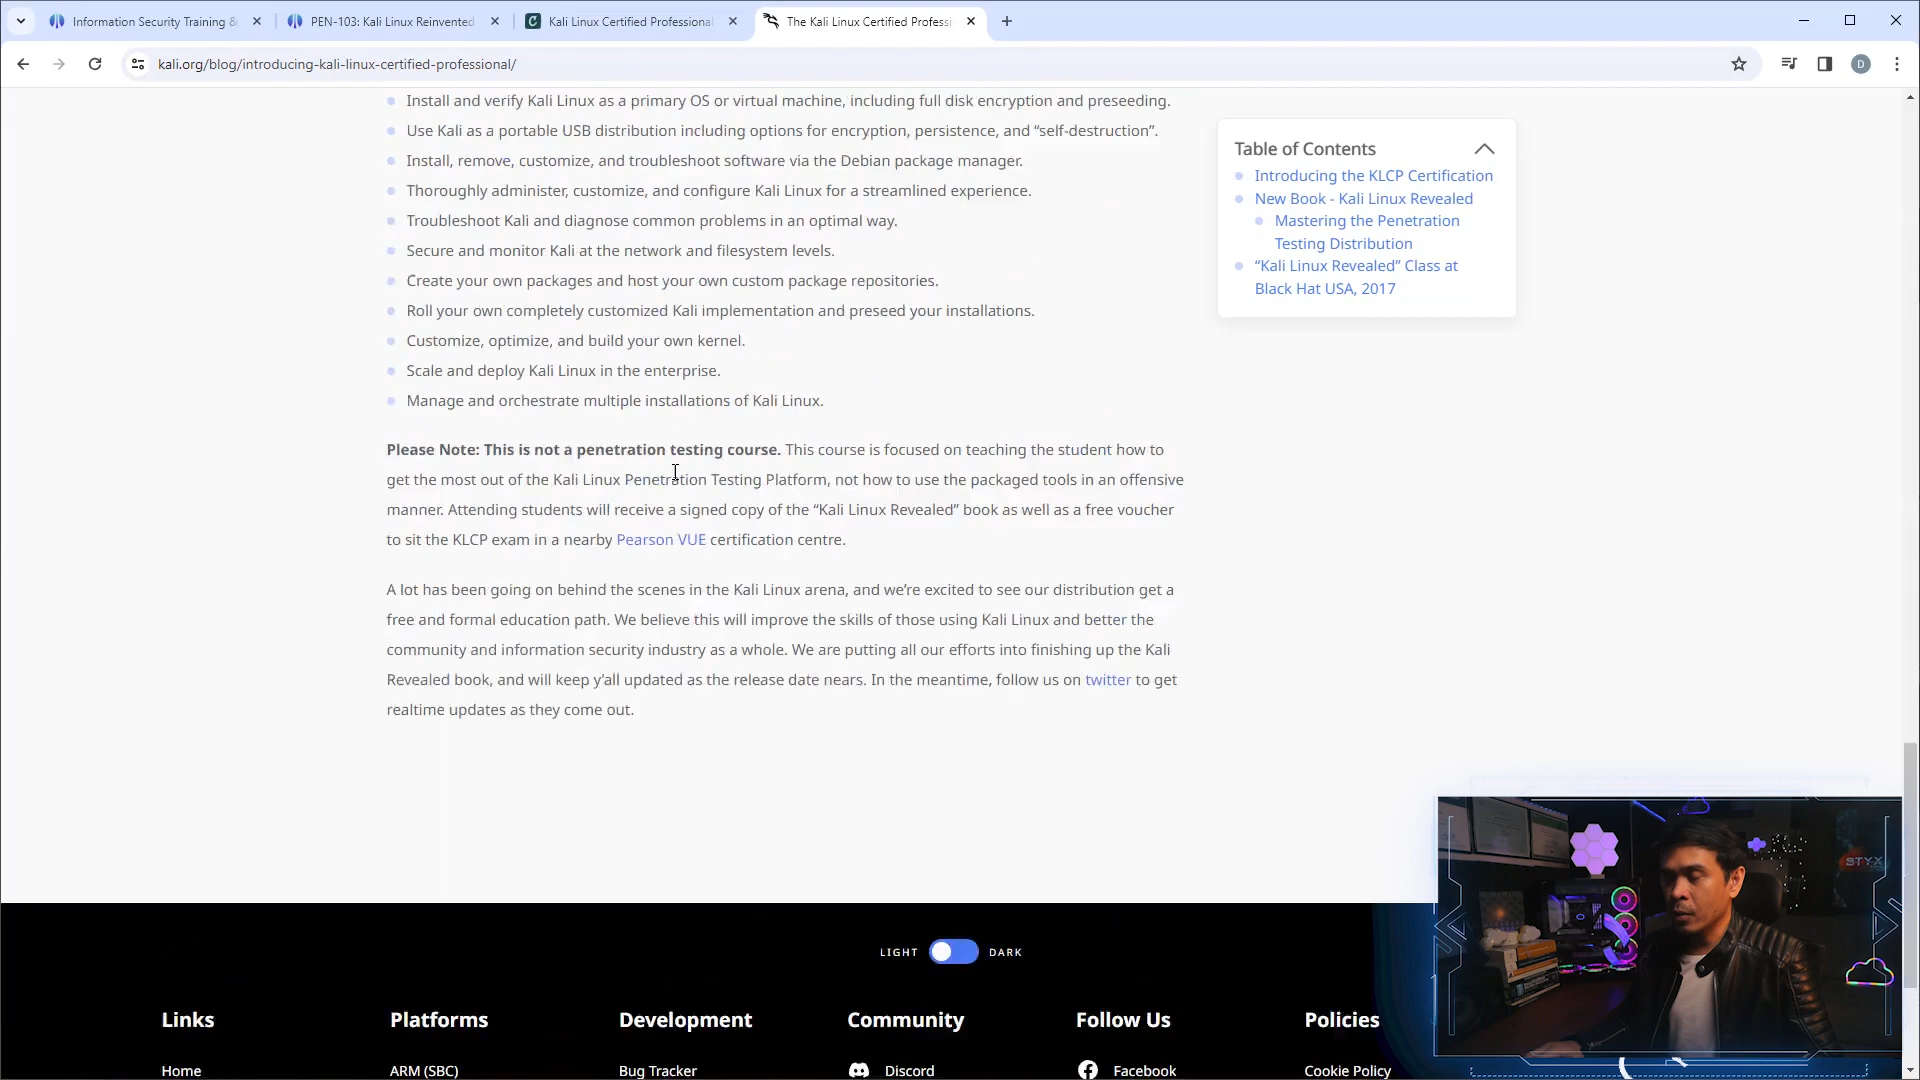 Information Security Training &
PEN-103: Kali Linux Reinvented
Kali Linux Certified Professional
The Kali Linux Certified Professi
kali.org/blog/introducing-kali-linux-certified-professional/
D
Install and verify Kali Linux as a primary OS or virtual machine, including full disk encryption and preseeding.
Use Kali as a portable USB distribution including options for encryption, persistence, and “self-destruction”.
Install, remove, customize, and troubleshoot software via the Debian package manager.
Thoroughly administer, customize, and configure Kali Linux for a streamlined experience.
Troubleshoot Kali and diagnose common problems in an optimal way.
Secure and monitor Kali at the network and filesystem levels.
Create your own packages and host your own custom package repositories.
Roll your own completely customized Kali implementation and preseed your installations.
Customize, optimize, and build your own kernel.
Scale and deploy Kali Linux in the enterprise.
Manage and orchestrate multiple installations of Kali Linux.
Please Note: This is not a penetration testing course. This course is focused on teaching the student how to
get the most out of the Kali Linux Penetration Testing Platform, not how to use the packaged tools in an offensive
manner. Attending students will receive a signed copy of the “Kali Linux Revealed” book as well as a free voucher
to sit the KLCP exam in a nearby Pearson VUE certification centre.
A lot has been going on behind the scenes in the Kali Linux arena, and we’re excited to see our distribution get a
free and formal education path. We believe this will improve the skills of those using Kali Linux and better the
community and information security industry as a whole. We are putting all our efforts into finishing up the Kali
Revealed book, and will keep y’all updated as the release date nears. In the meantime, follow us on twitter to get
realtime updates as they come out.
Table of Contents
Introducing the KLCP Certification
New Book - Kali Linux Revealed
Mastering the Penetration
Testing Distribution
“Kali Linux Revealed” Class at
Black Hat USA, 2017
STYX
LIGHT DARK
Links
Platforms
Development
Community
Follow Us
Policies
Home
ARM (SBC)
Bug Tracker
Discord
Facebook
Cookie Policy